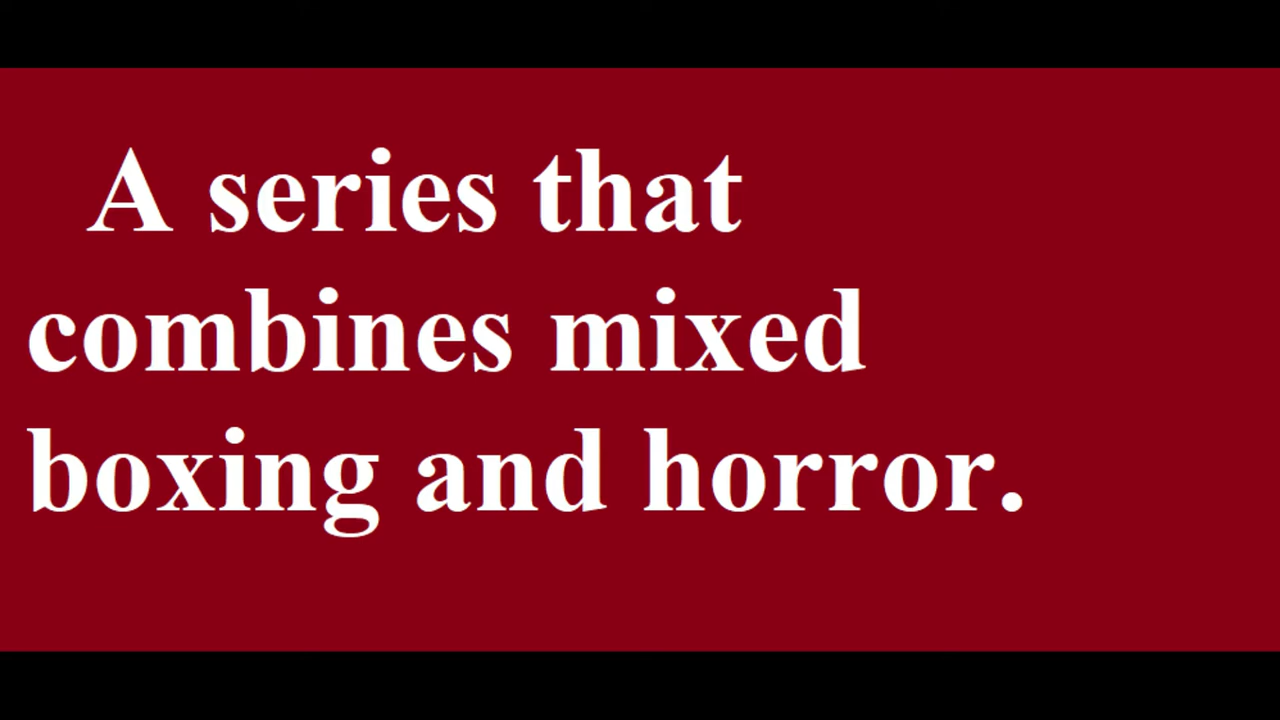 A series that
combines mixed
boxing and horror.